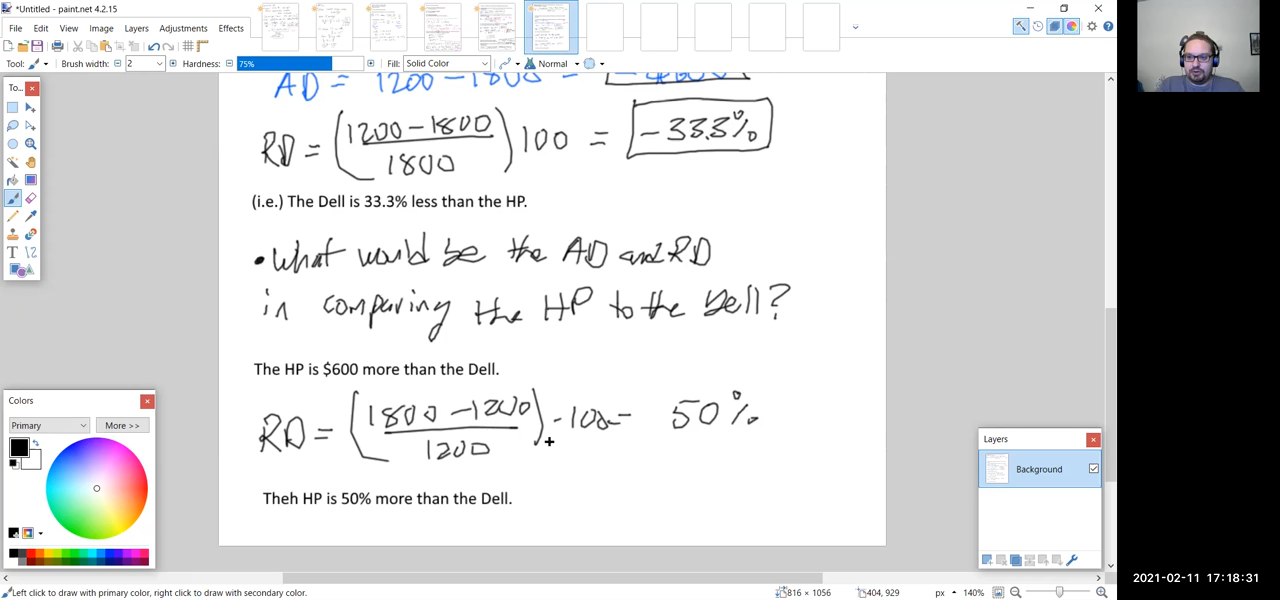 *Untitled - paint.net 4.2.15
File Edit View Image Layers Adjustments Effects
Tool: Brush width: 2 Hardness: 75% Fill: Solid Color Normal
To...
AD = 1200 - 1800 =
RD = (1200 - 1800 / 1800) 100 = -33.3%
(i.e.) The Dell is 33.3% less than the HP.
• What would be the AD and RD
in comparing the HP to the Dell?
The HP is $600 more than the Dell.
RD = (1800 - 1200 / 1200) · 100 = 50%
Theh HP is 50% more than the Dell.
Colors
Primary More >>
Layers
Background
Left click to draw with primary color, right click to draw with secondary color. 816 x 1056 404, 929 px 140%
2021-02-11 17:18:31